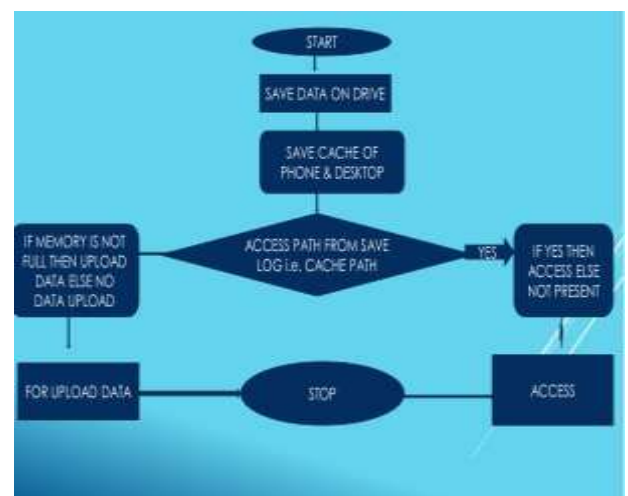 START
SAVE DATA ON DRIVE
SAVE CACHE OF
PHONE & DESKTOP
ACCESS PATH FROM SAVE
LOG i.e. CACHE PATH
IF MEMORY IS NOT
FULL THEN UPLOAD
DATA ELSE NO
DATA UPLOAD
YES
IF YES THEN
ACCESS ELSE
NOT PRESENT
FOR UPLOAD DATA
STOP
ACCESS